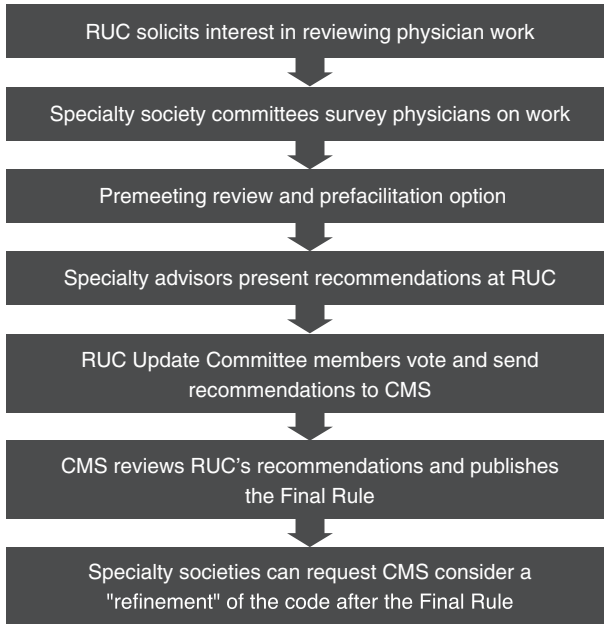 RUC solicits interest in reviewing physician work
Specialty society committees survey physicians on work
Premeeting review and prefacilitation option
Specialty advisors present recommendations at RUC
RUC Update Committee members vote and send
recommendations to CMS
CMS reviews RUC's recommendations and publishes
the Final Rule
Specialty societies can request CMS consider a
"refinement" of the code after the Final Rule